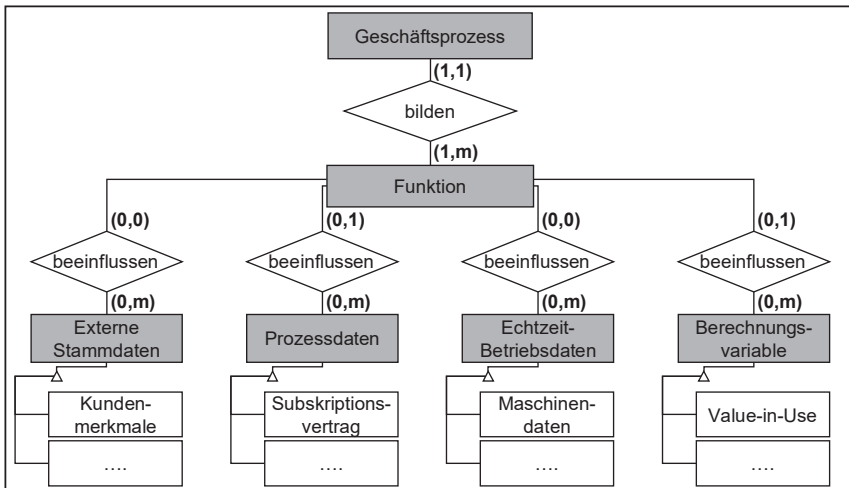 Geschäftsprozess
(1,1)
bilden
(1,m)
Funktion
(0,0)
(0,1)
(0,0)
(0,1)
beeinflussen
beeinflussen
beeinflussen
beeinflussen
(0,m)
(0,m)
(0,m)
(0,m)
Externe
Stammdaten
Prozessdaten
Echtzeit-
Betriebsdaten
Berechnungs-
variable
Kunden-
merkmale
Subskriptions-
vertrag
Maschinen-
daten
Value-in-Use
....
....
....
....